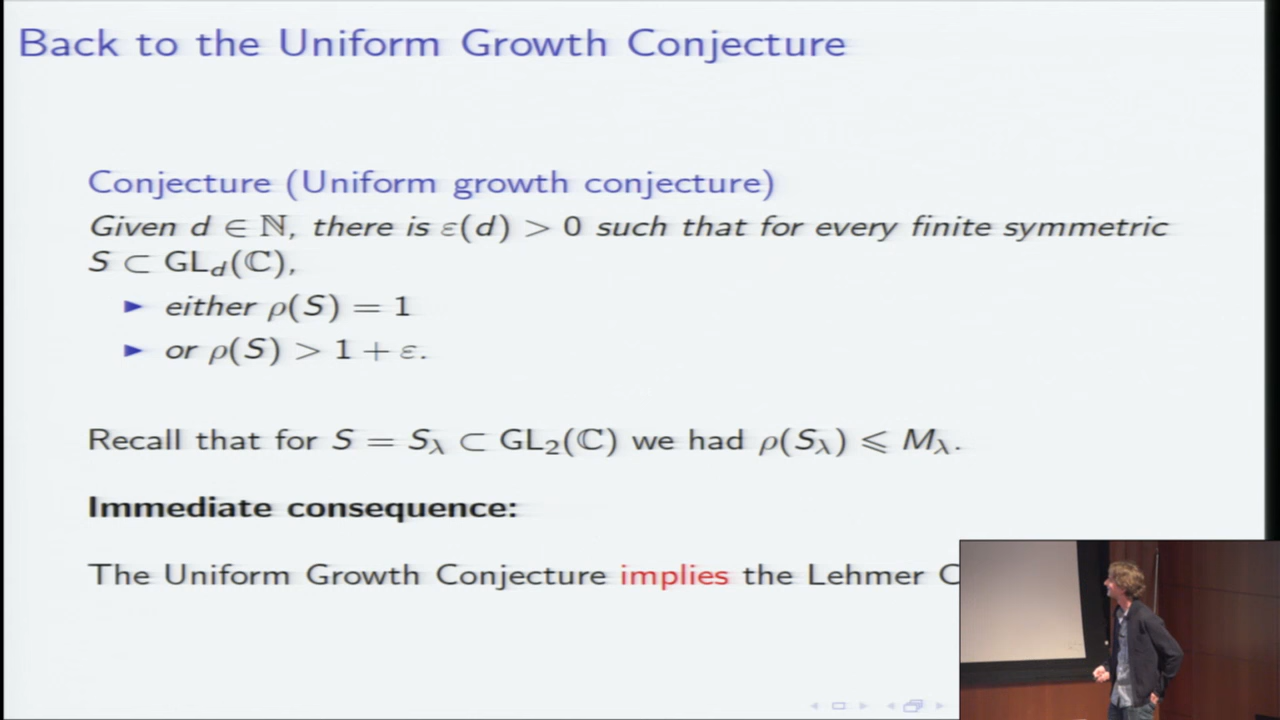 Back to the Uniform Growth Conjecture
Conjecture (Uniform growth conjecture)
Given d ∈ ℕ, there is ε(d) > 0 such that for every finite symmetric
S ⊂ GL_d(ℂ),
► either ρ(S) = 1
► or ρ(S) > 1 + ε.
Recall that for S = S_λ ⊂ GL₂(ℂ) we had ρ(S_λ) ⩽ M_λ.
Immediate consequence:
The Uniform Growth Conjecture implies the Lehmer C